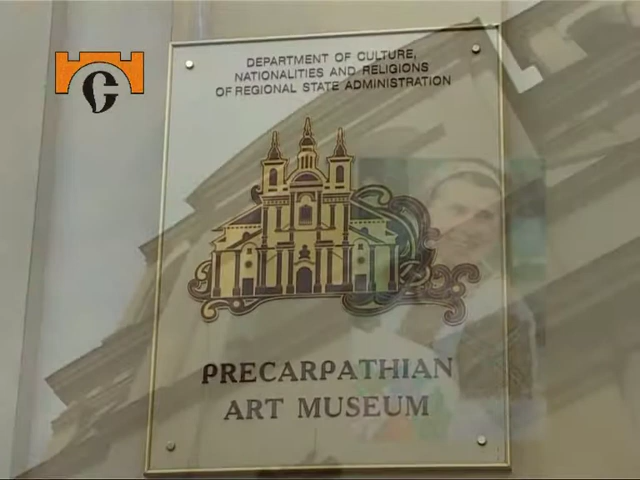 DEPARTMENT OF CULTURE,
NATIONALITIES AND RELIGIONS
OF REGIONAL STATE ADMINISTRATION
PRECARPATHIAN
ART MUSEUM